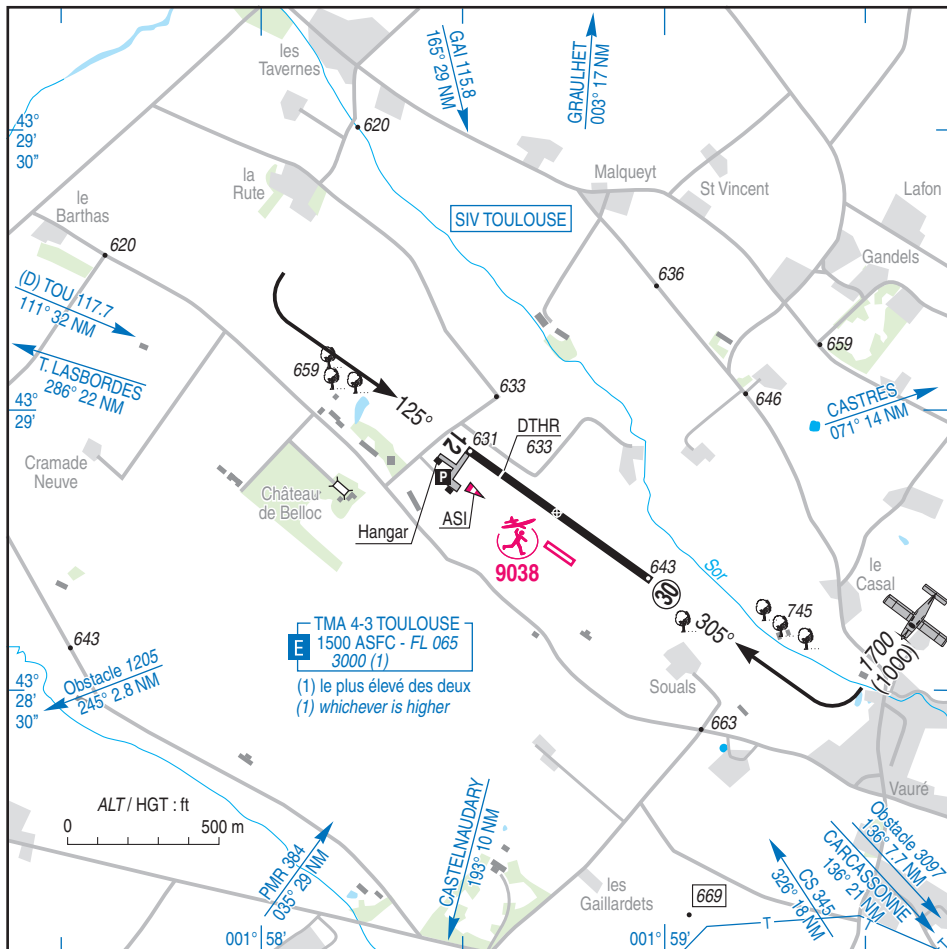 les
Tavernes
GAI 115.8
165° 29 NM
GRAULHET
003° 17 NM
43°
29'
30"
620
la
Rute
Malqueyt
St Vincent
Lafon
le
Barthas
SIV TOULOUSE
Gandels
620
636
(D) TOU 117.7
111° 32 NM
T. LASBORDES
286° 22 NM
659
659
43°
29'
125°
633
646
CASTRES
071° 14 NM
DTHR
633
12
631
Cramade
Neuve
P
Château
de Belloc
Hangar
ASI
9038
643
30
Sor
le
Casal
305°
745
1700
(1000)
E
TMA 4-3 TOULOUSE
1500 ASFC - FL 065
3000 (1)
(1) le plus élevé des deux
(1) whichever is higher
643
Obstacle 1205
245° 2.8 NM
43°
28'
30"
Souals
663
Vauré
ALT / HGT : ft
0 500 m
PMR 384
035° 29 NM
CASTELNAUDARY
193° 10 NM
les
Gaillardets
669
Obstacle 3097
136° 7.7 NM
CARCASSONNE
136° 21 NM
CS 345
326° 18 NM
T
T
001° 58'
001° 59'